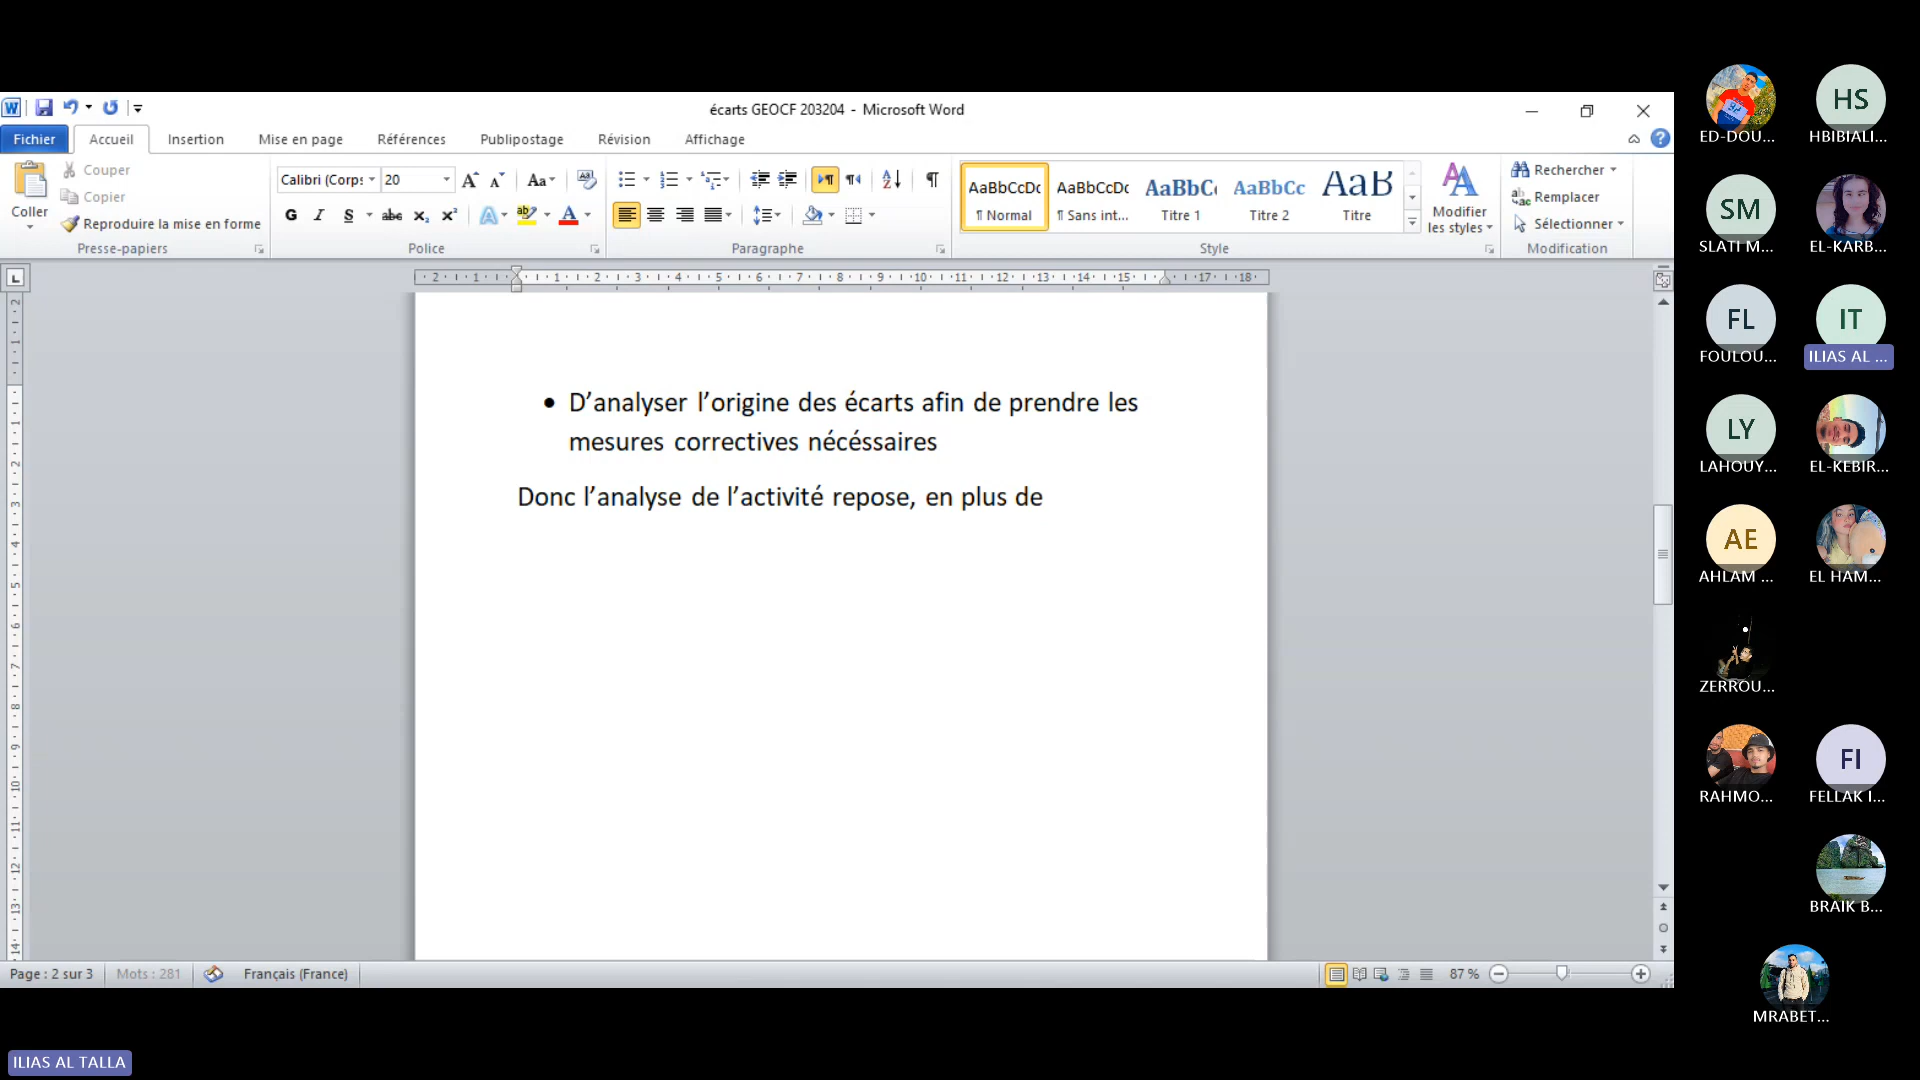 écarts GEOCF 203204 - Microsoft Word
Fichier Accueil Insertion Mise en page Références Publipostage Révision Affichage
Coller
Couper
Copier
Reproduire la mise en forme
Presse-papiers
Calibri (Corps 20
G I S abc X₂ X²
Police
Paragraphe
AaBbCcDc AaBbCcDc AaBbC AaBbCc AaB
¶ Normal ¶ Sans int... Titre 1 Titre 2 Titre
Modifier
les styles
Style
Rechercher
Remplacer
Sélectionner
Modification
• D’analyser l’origine des écarts afin de prendre les
mesures correctives nécéssaires
Donc l’analyse de l’activité repose, en plus de
Page : 2 sur 3 Mots : 281 Français (France) 87 %
ILIAS AL TALLA
ED-DOU...
HS
HBIBIALI...
SM
SLATI M...
EL-KARB...
FL
FOULOU...
IT
ILIAS AL ...
LY
LAHOUY...
EL-KEBIR...
AE
AHLAM ...
EL HAM...
ZERROU...
RAHMO...
FI
FELLAK I...
BRAIK B...
MRABET...